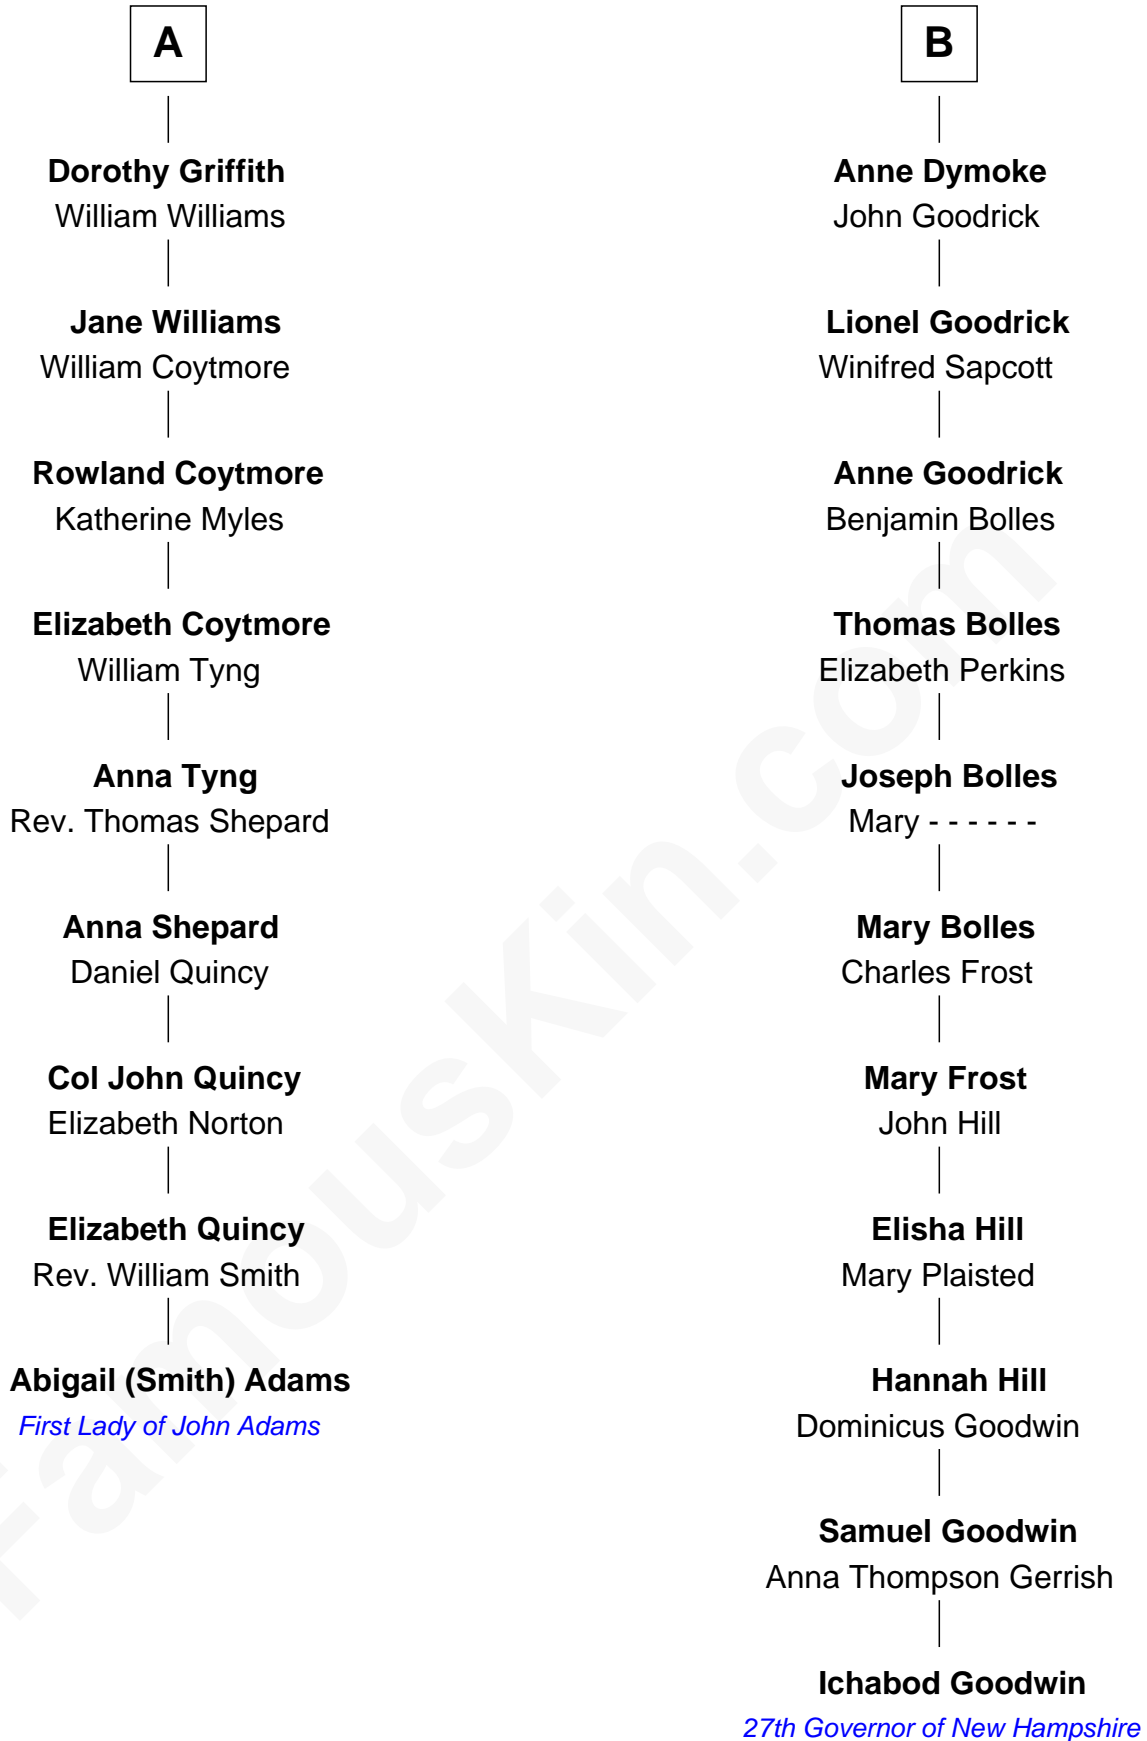 A
Dorothy Griffith
William Williams
Jane Williams
William Coytmore
Rowland Coytmore
Katherine Myles
Elizabeth Coytmore
William Tyng
Anna Tyng
Rev. Thomas Shepard
Anna Shepard
Daniel Quincy
Col John Quincy
Elizabeth Norton
Elizabeth Quincy
Rev. William Smith
Abigail (Smith) Adams
First Lady of John Adams
B
Anne Dymoke
John Goodrick
Lionel Goodrick
Winifred Sapcott
Anne Goodrick
Benjamin Bolles
Thomas Bolles
Elizabeth Perkins
Joseph Bolles
Mary - - - - - -
Mary Bolles
Charles Frost
Mary Frost
John Hill
Elisha Hill
Mary Plaisted
Hannah Hill
Dominicus Goodwin
Samuel Goodwin
Anna Thompson Gerrish
Ichabod Goodwin
27th Governor of New Hampshire
FamousKin.com